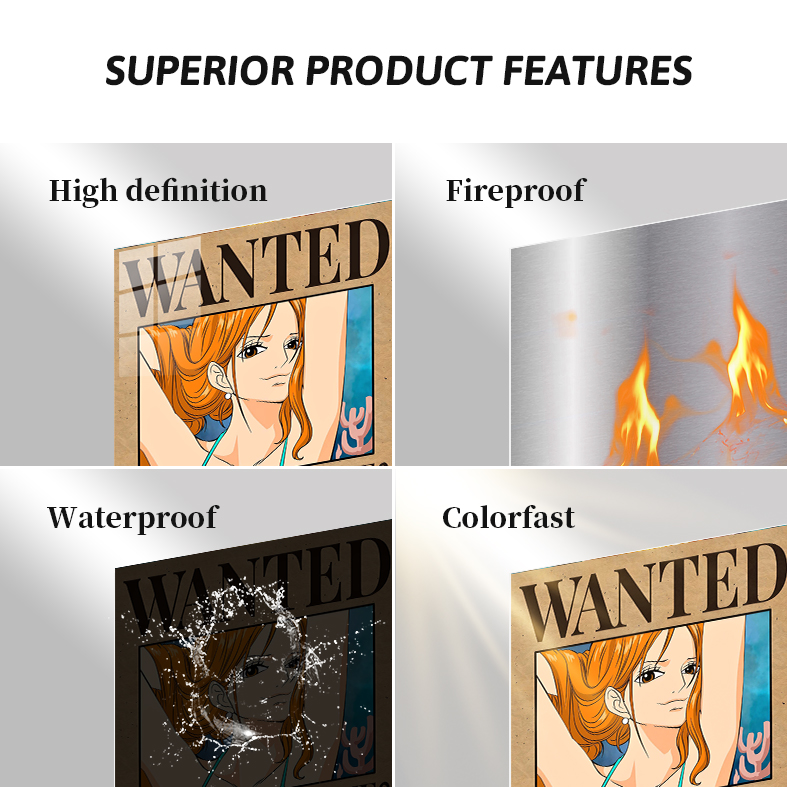 SUPERIOR PRODUCT FEATURES
High definition
Fireproof
WANTED
Waterproof
Colorfast
WANTED
WANTED